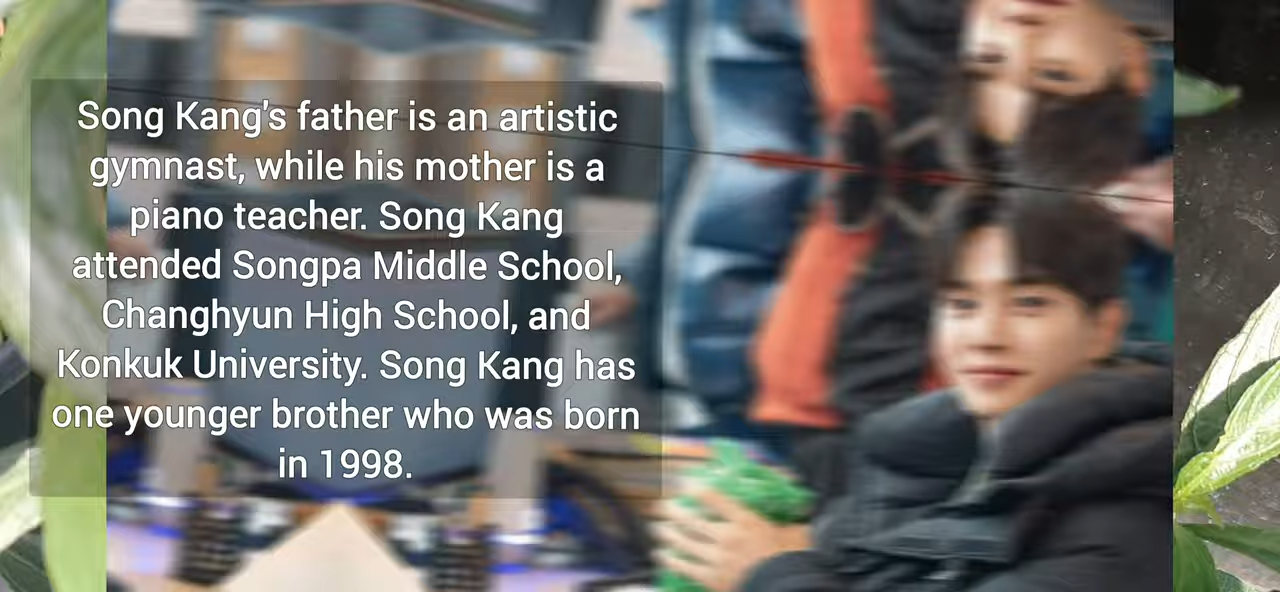 Song Kang's father is an artistic
gymnast, while his mother is a
piano teacher. Song Kang
attended Songpa Middle School,
Changhyun High School, and
Konkuk University. Song Kang has
one younger brother who was born
in 1998.